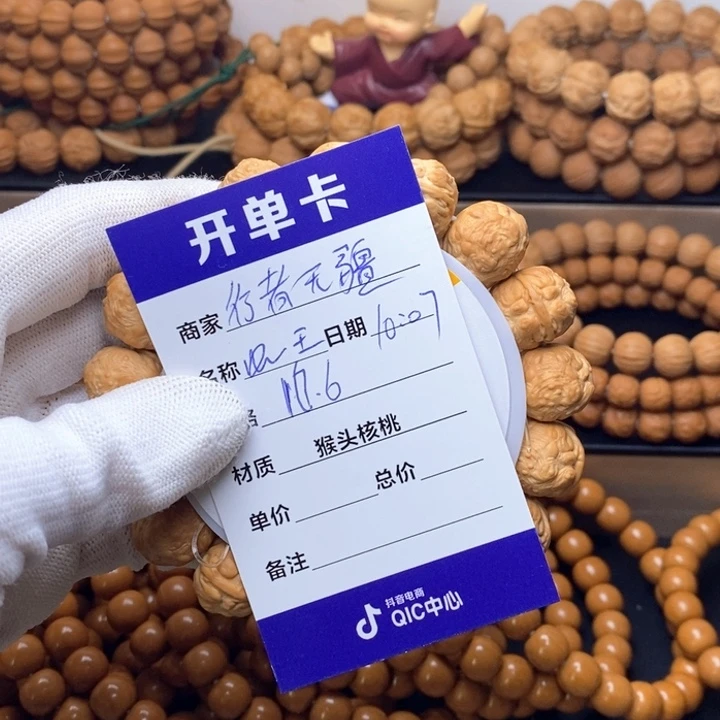 开单卡
商家 行者无疆
名称 王 日期 10.07
格 17.6
材质 猴头核桃
单价 总价
备注
抖音电商
QIC中心